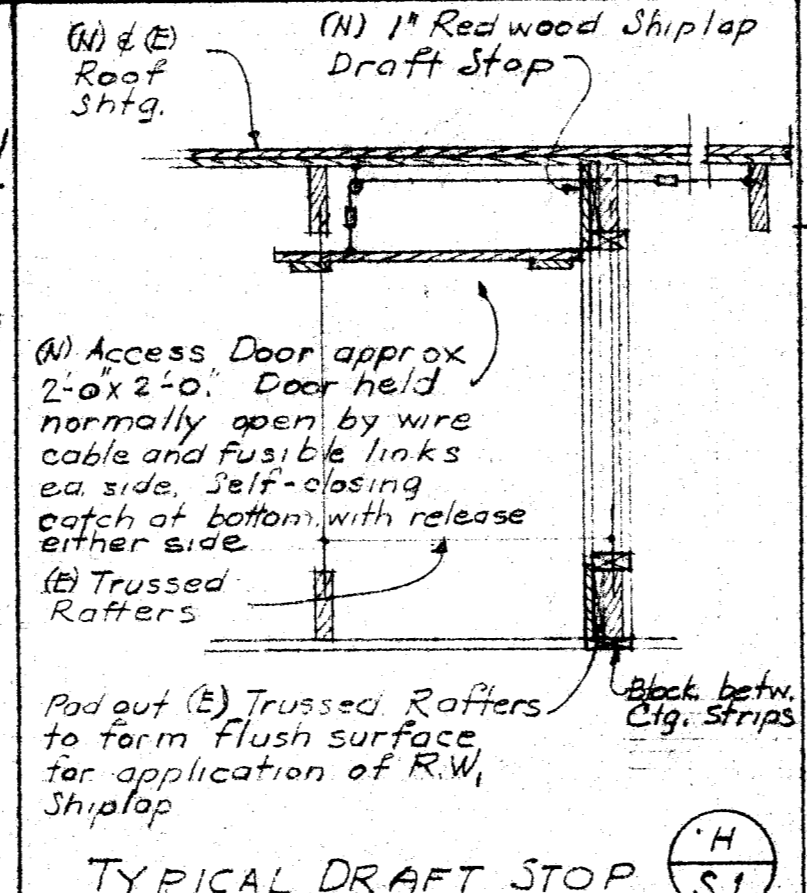 (N) & (E)
Roof
Shtg.
(N) 1" Redwood Shiplap
Draft Stop
(N) Access Door approx
2'-0" x 2'-0". Door held
normally open by wire
cable and fusible links
ea. side. Self-closing
catch at bottom, with release
either side
(E) Trussed
Rafters
Pad out (E) Trussed Rafters
to form flush surface
for application of R.W.
Shiplap
Block betw.
Clg. Strips
TYPICAL DRAFT STOP
H
S1